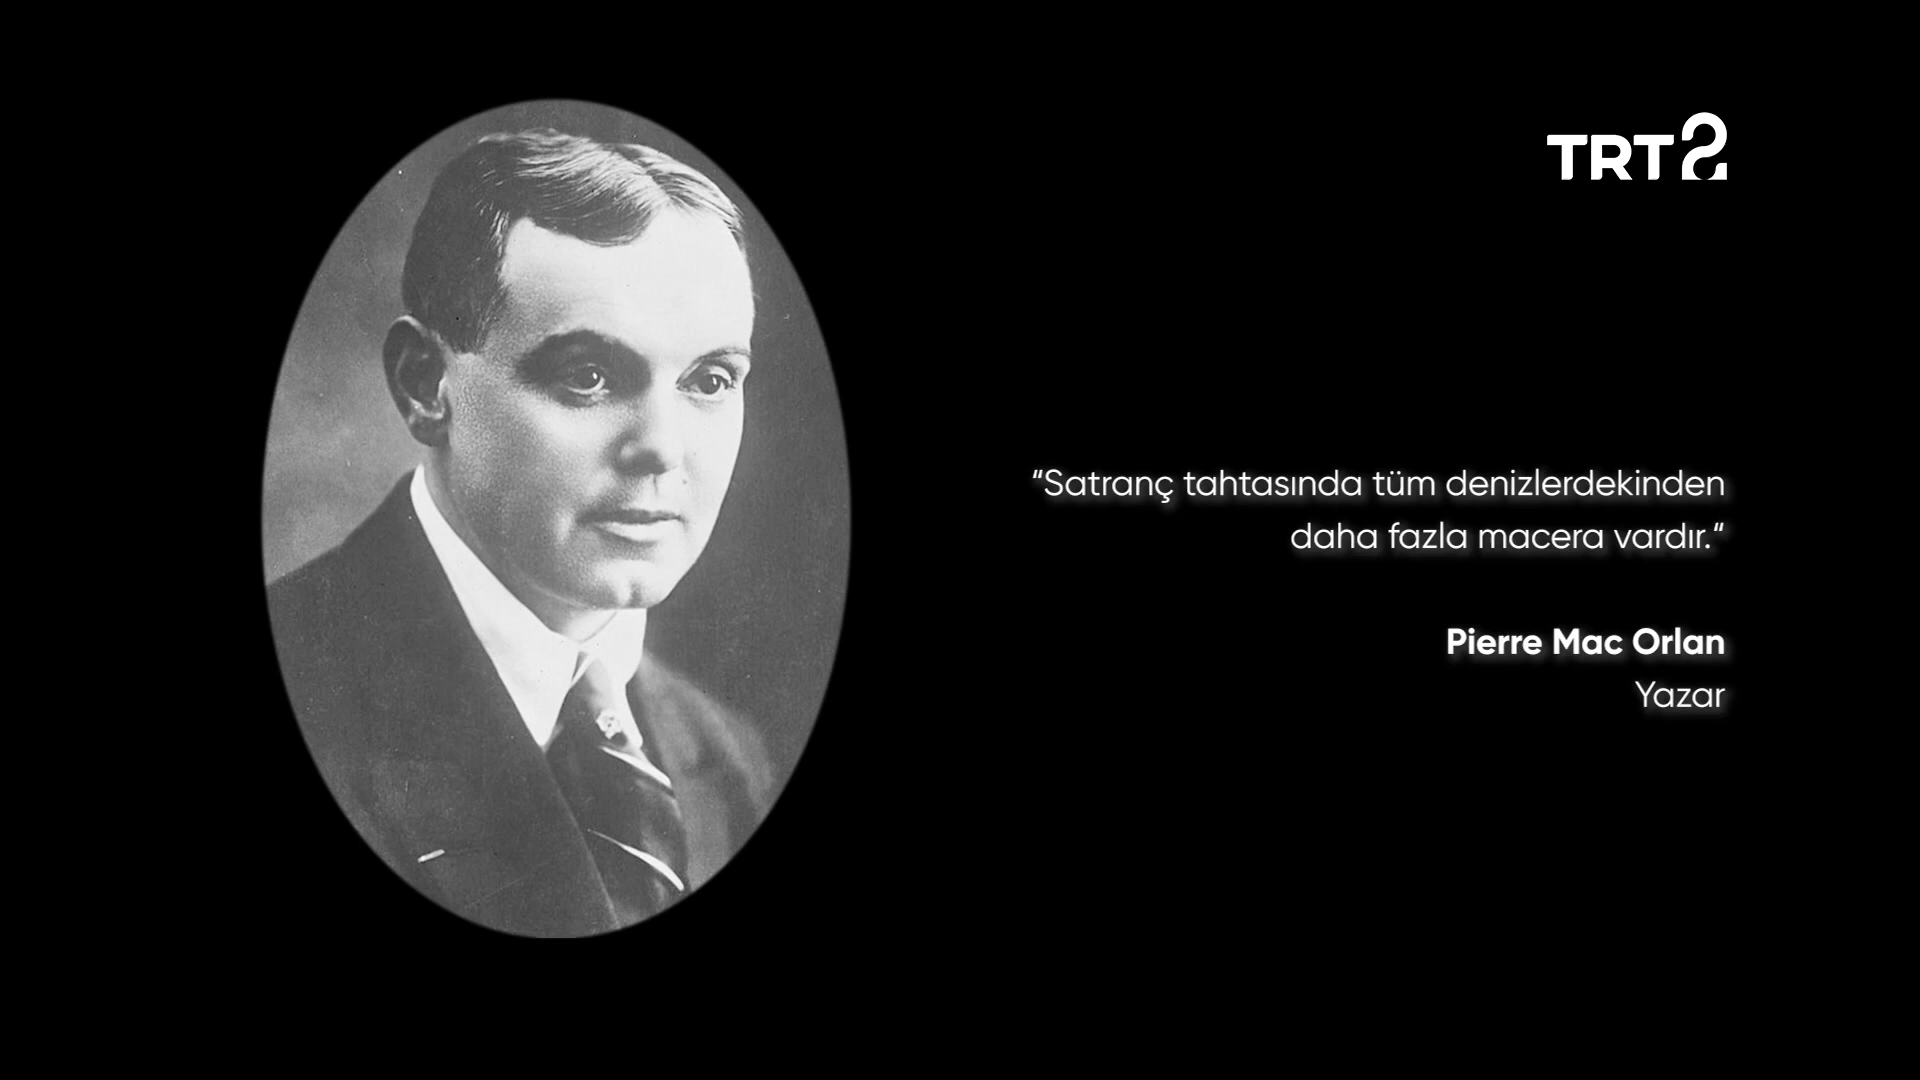 TRT2
“Satranç tahtasında tüm denizlerdekinden
daha fazla macera vardır.“
Pierre Mac Orlan
Yazar